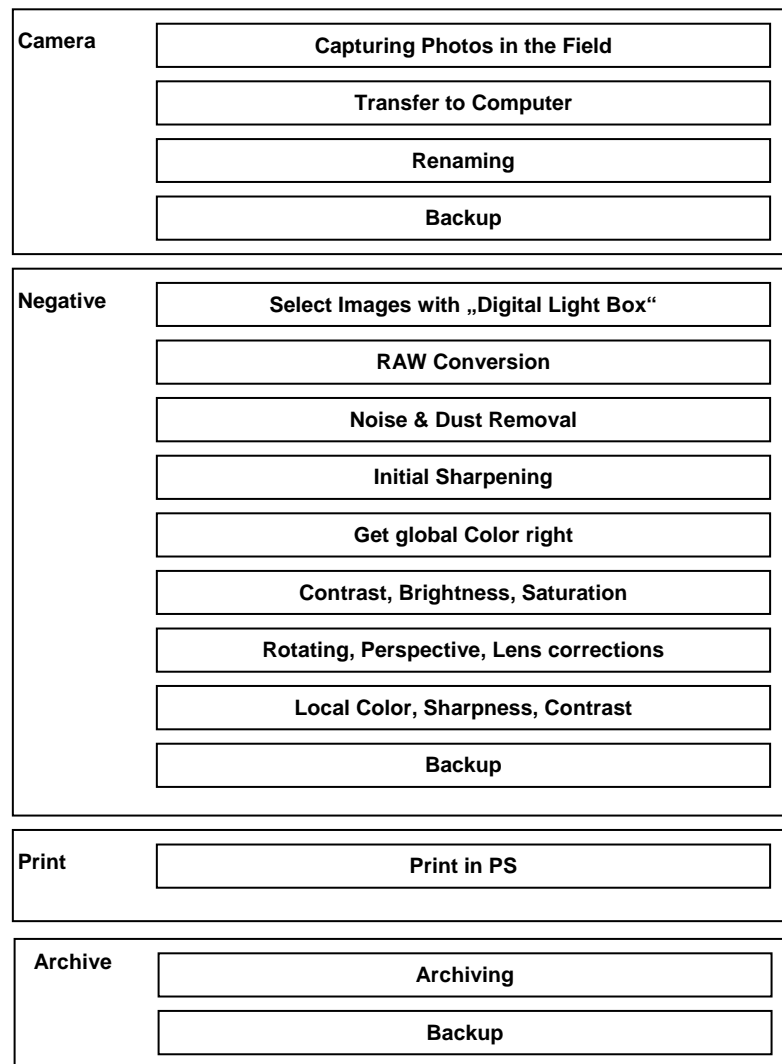 Camera
Capturing Photos in the Field
Transfer to Computer
Renaming
Backup
Negative
Select Images with „Digital Light Box“
RAW Conversion
Noise & Dust Removal
Initial Sharpening
Get global Color right
Contrast, Brightness, Saturation
Rotating, Perspective, Lens corrections
Local Color, Sharpness, Contrast
Backup
Print
Print in PS
Archive
Archiving
Backup